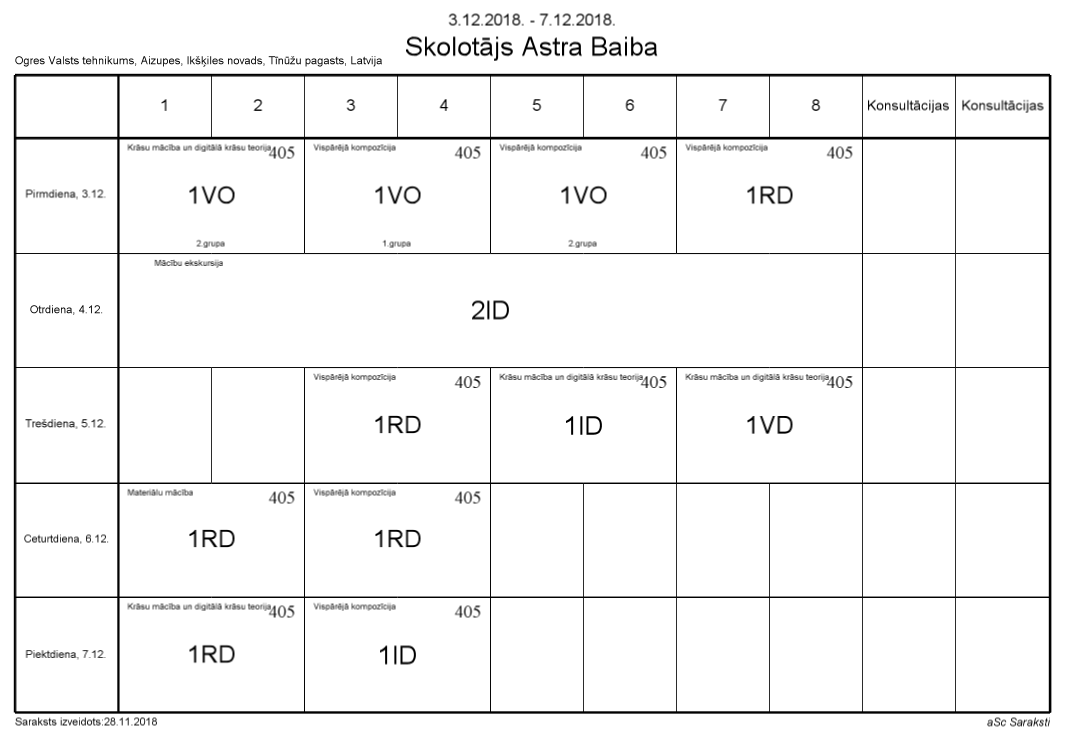 3.12.2018. - 7.12.2018.
Skolotājs Astra Baiba
Ogres Valsts tehnikums, Aizupes, Ikšķiles novads, Tīnūžu pagasts, Latvija
1 2 3 4 5 6 7 8 Konsultācijas Konsultācijas
Krāsu mācība un digitālā krāsu teorija 405 Vispārējā kompozīcija 405 Vispārējā kompozīcija 405 Vispārējā kompozīcija 405
Pirmdiena, 3.12. 1VO 1VO 1VO 1RD
2.grupa 1.grupa 2.grupa
Mācību ekskursija
Otrdiena, 4.12. 2ID
Vispārējā kompozīcija 405 Krāsu mācība un digitālā krāsu teorija 405 Krāsu mācība un digitālā krāsu teorija 405
Trešdiena, 5.12. 1RD 1ID 1VD
Materiālu mācība 405 Vispārējā kompozīcija 405
Ceturtdiena, 6.12. 1RD 1RD
Krāsu mācība un digitālā krāsu teorija 405 Vispārējā kompozīcija 405
Piektdiena, 7.12. 1RD 1ID
Saraksts izveidots:28.11.2018 aSc Saraksti